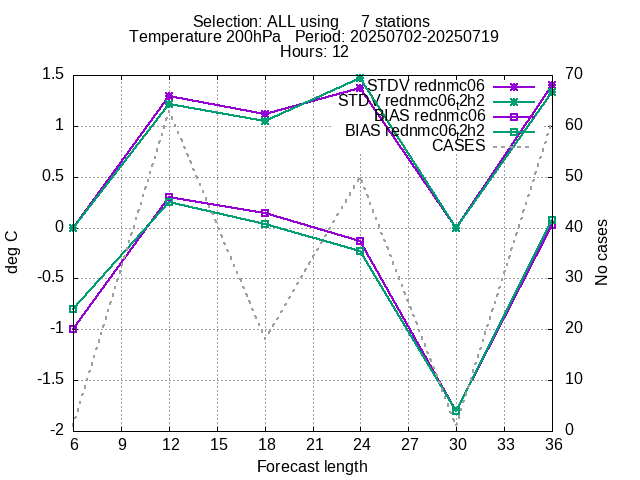 Selection: ALL using 7 stations
Temperature 200hPa Period: 20250702-20250719
Hours: 12
STDV rednmc06
STDV rednmc06.2h2
BIAS rednmc06
BIAS rednmc06.2h2
CASES
1.5
1
0.5
0
-0.5
-1
-1.5
-2
70
60
50
40
30
20
10
0
6 9 12 15 18 21 24 27 30 33 36
deg C
No cases
Forecast length